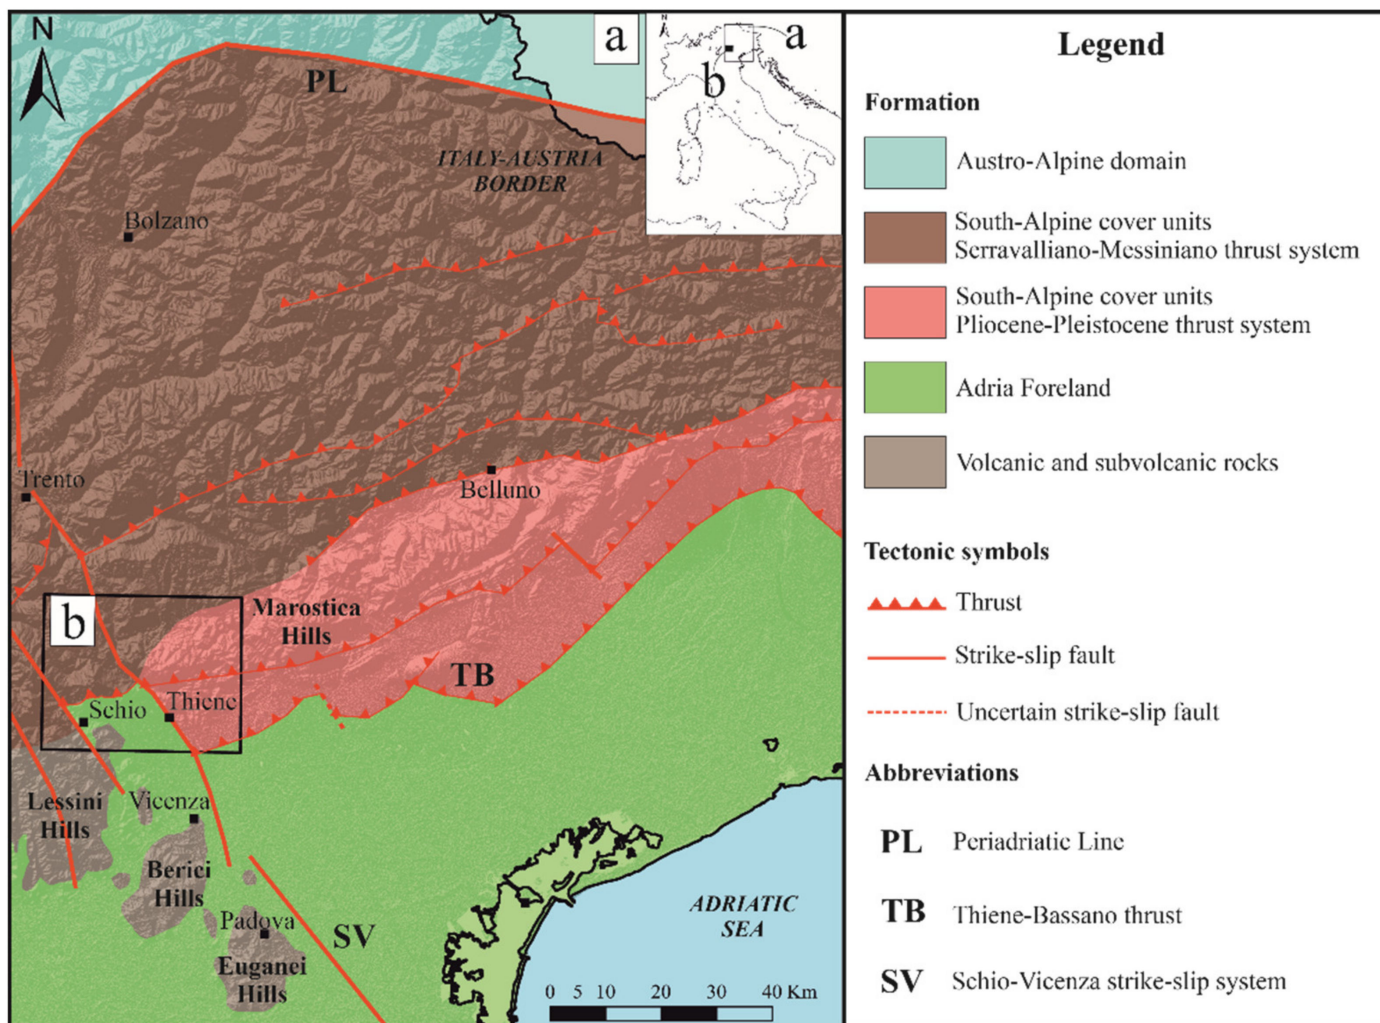 N
a
PL
N
a
b
ITALY-AUSTRIA
BORDER
Bolzano
Trento
Belluno
b
Marostica
Hills
TB
Schio
Thiene
Lessini
Hills
Vicenza
Berici
Hills
Padova
SV
Euganei
Hills
ADRIATIC
SEA
0 5 10 20 30 40 Km
Legend
Formation
Austro-Alpine domain
South-Alpine cover units
Serravalliano-Messiniano thrust system
South-Alpine cover units
Pliocene-Pleistocene thrust system
Adria Foreland
Volcanic and subvolcanic rocks
Tectonic symbols
Thrust
Strike-slip fault
Uncertain strike-slip fault
Abbreviations
PL Periadriatic Line
TB Thiene-Bassano thrust
SV Schio-Vicenza strike-slip system